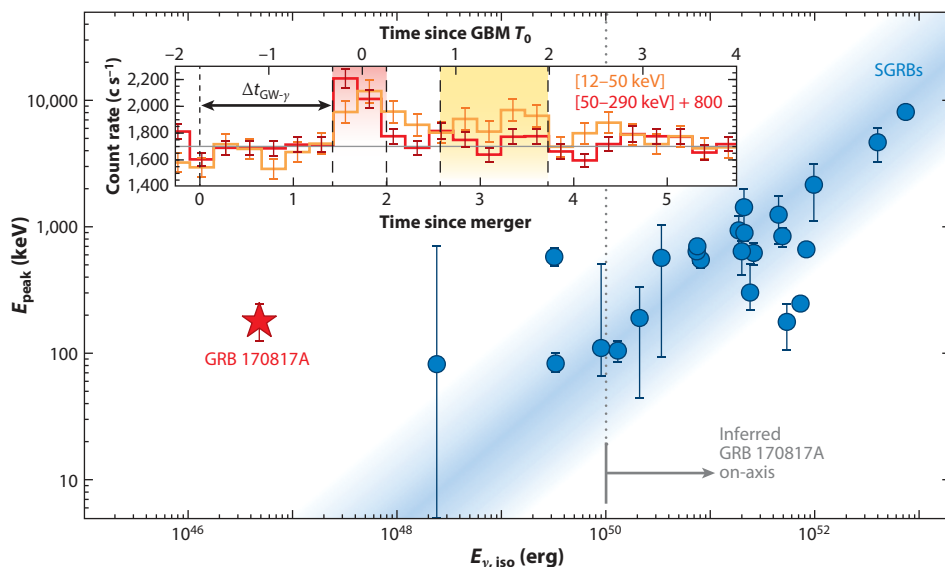 Time since GBM T0
−2 −1 0 1 2 3 4
Count rate (c s−1)
2,200
2,000
1,800
1,600
1,400
ΔtGW-γ
[12–50 keV]
[50–290 keV] + 800
0 1 2 3 4 5
Time since merger
SGRBs
Epeak (keV)
10,000
1,000
100
10
GRB 170817A
Inferred
GRB 170817A
on-axis
10^46 10^48 10^50 10^52
Eγ, iso (erg)